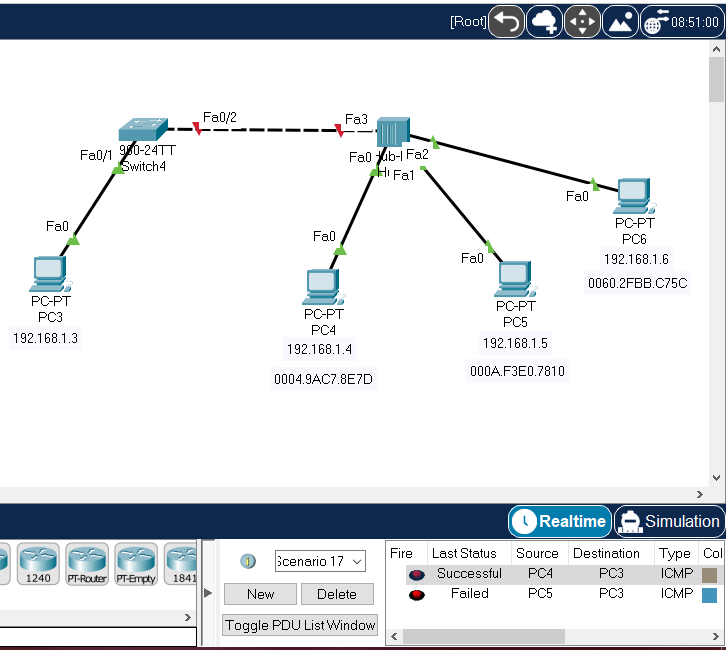 [Root]
08:51:00
Fa0/2
Fa3
Fa0/1
960-24TT
Switch4
Fa0
ub-l
Fa2
Fa1
Fa0
PC-PT
PC3
192.168.1.3
Fa0
PC-PT
PC4
192.168.1.4
0004.9AC7.8E7D
Fa0
PC-PT
PC5
192.168.1.5
000A.F3E0.7810
Fa0
PC-PT
PC6
192.168.1.6
0060.2FBB.C75C
Realtime
Simulation
1240
PT-Router
PT-Empty
1841
Scenario 17
New
Delete
Toggle PDU List Window
Fire Last Status Source Destination Type Col
Successful PC4 PC3 ICMP
Failed PC5 PC3 ICMP